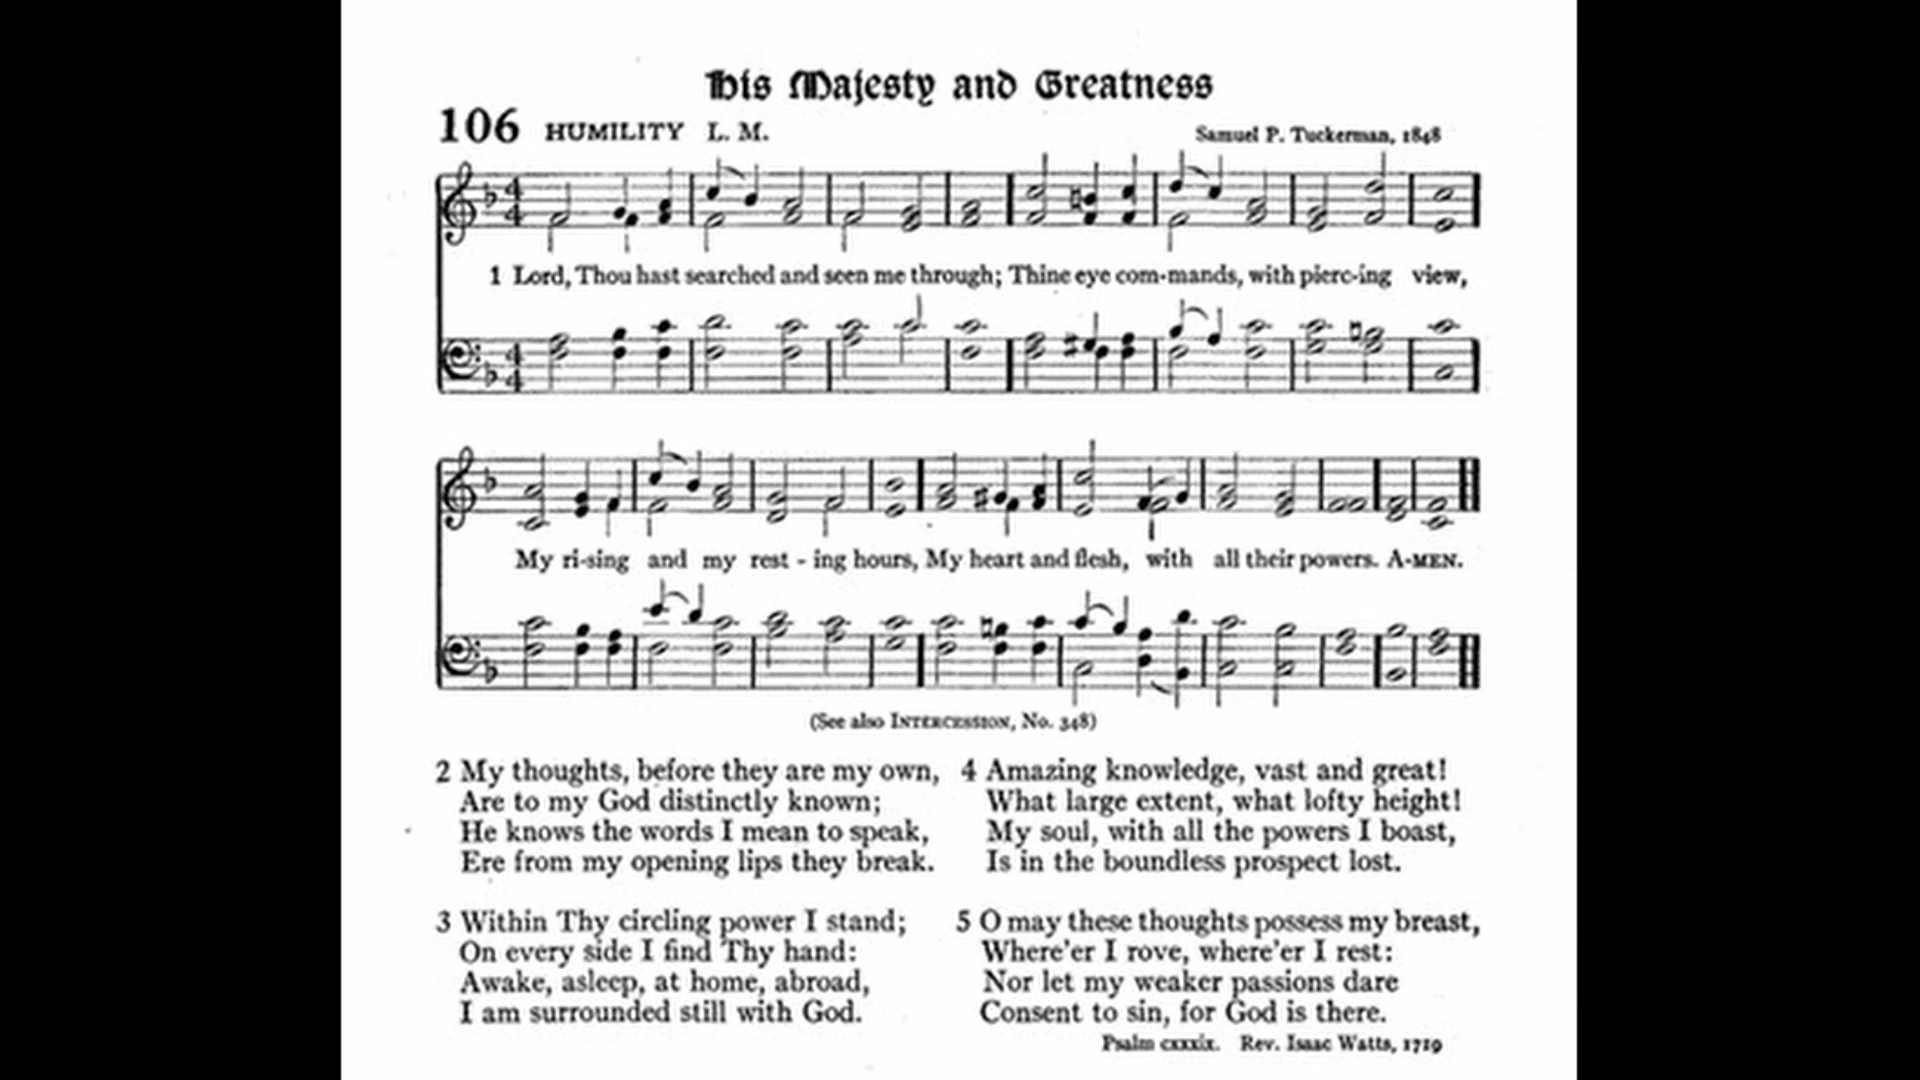 His Majesty and Greatness
106 HUMILITY L. M. Samuel P. Tuckerman, 1848
1 Lord, Thou hast searched and seen me through; Thine eye com-mands, with pierc-ing view,
My ri-sing and my rest - ing hours, My heart and flesh, with all their powers. A-MEN.
(See also INTERCESSION, No. 348)
2 My thoughts, before they are my own,
Are to my God distinctly known;
He knows the words I mean to speak,
Ere from my opening lips they break.
3 Within Thy circling power I stand;
On every side I find Thy hand:
Awake, asleep, at home, abroad,
I am surrounded still with God.
4 Amazing knowledge, vast and great!
What large extent, what lofty height!
My soul, with all the powers I boast,
Is in the boundless prospect lost.
5 O may these thoughts possess my breast,
Where'er I rove, where'er I rest:
Nor let my weaker passions dare
Consent to sin, for God is there.
Psalm cxxxix. Rev. Isaac Watts, 1719